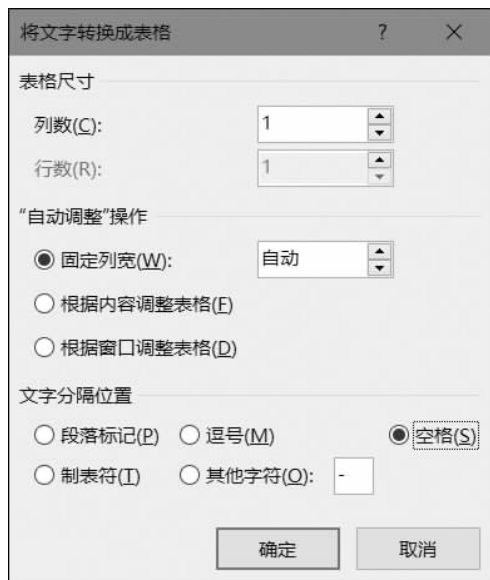 将文字转换成表格 ?
表格尺寸
列数(C): 1
行数(R): 1
“自动调整”操作
固定列宽(W): 自动
根据内容调整表格(F)
根据窗口调整表格(D)
文字分隔位置
段落标记(P) 逗号(M) 空格(S)
制表符(T) 其他字符(O): -
确定 取消